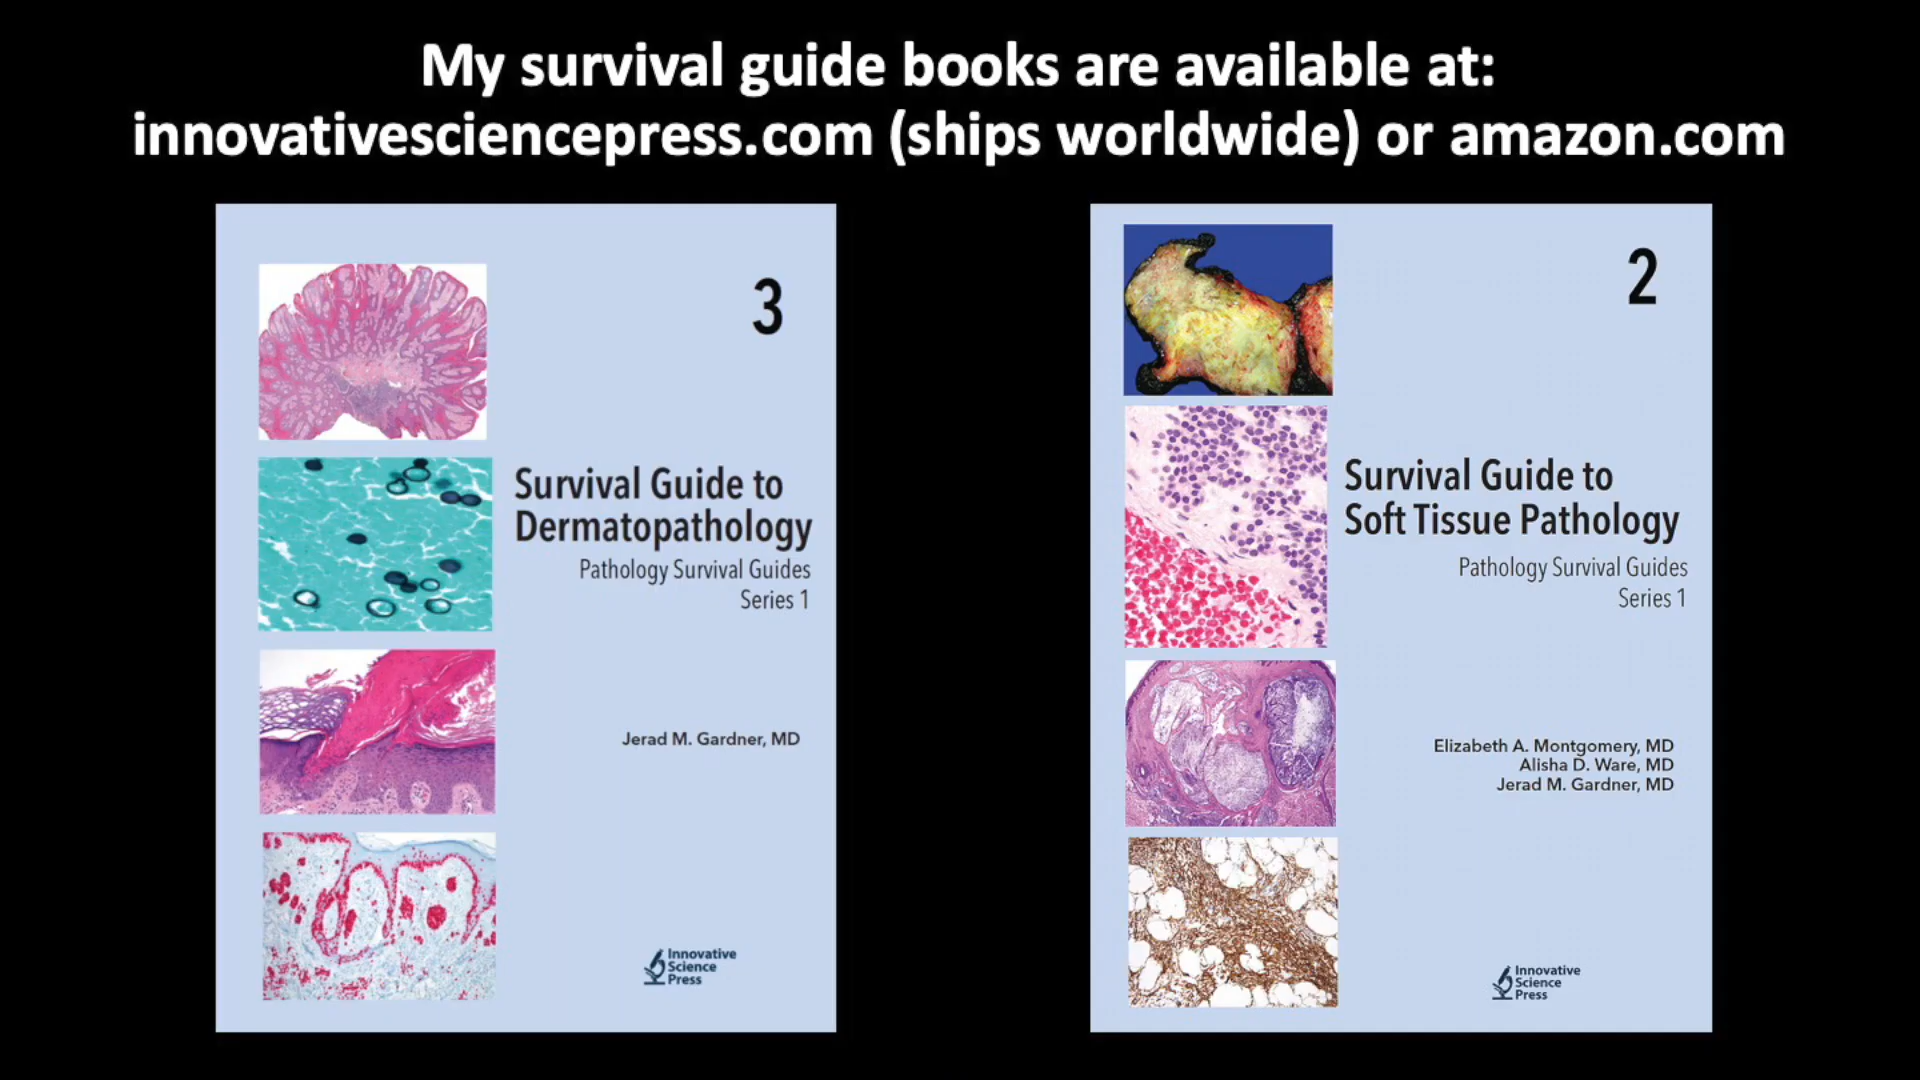 My survival guide books are available at:
innovativesciencepress.com (ships worldwide) or amazon.com
3
Survival Guide to
Dermatopathology
Pathology Survival Guides
Series 1
Jerad M. Gardner, MD
Innovative
Science
Press
2
Survival Guide to
Soft Tissue Pathology
Pathology Survival Guides
Series 1
Elizabeth A. Montgomery, MD
Alisha D. Ware, MD
Jerad M. Gardner, MD
Innovative
Science
Press